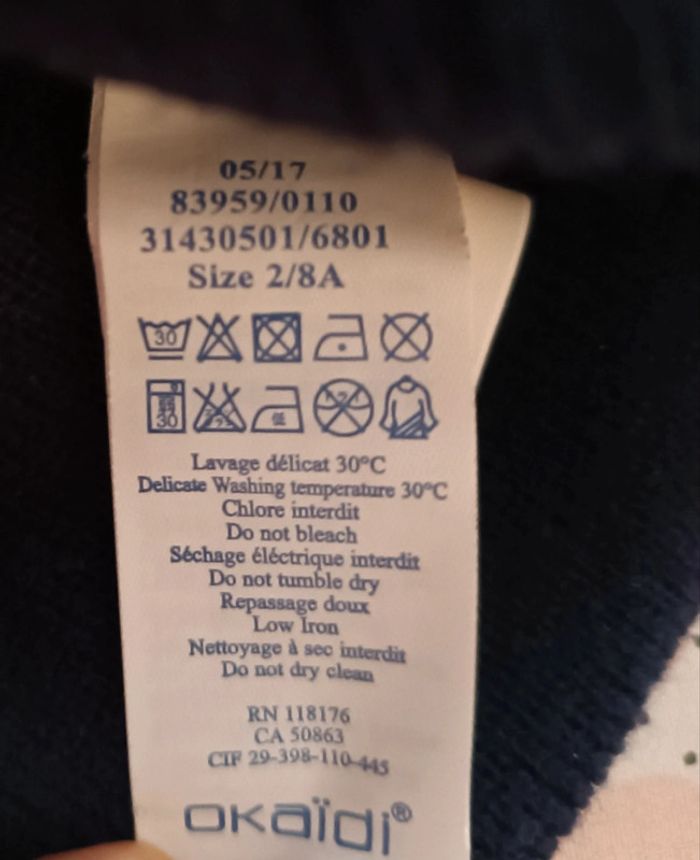 05/17
83959/0110
31430501/6801
Size 2/8A
30
30
Lavage délicat 30°C
Delicate Washing temperature 30°C
Chlore interdit
Do not bleach
Séchage éléctrique interdit
Do not tumble dry
Repassage doux
Low Iron
Nettoyage à sec interdit
Do not dry clean
RN 118176
CA 50863
CIF 29-398-110-445
OKAÏDI®